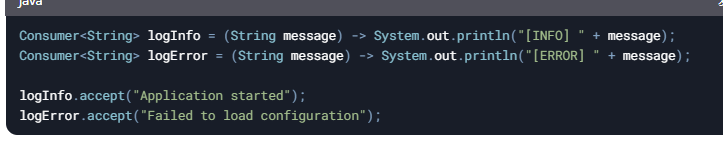 java
Consumer<String> logInfo = (String message) -> System.out.println("[INFO] " + message);
Consumer<String> logError = (String message) -> System.out.println("[ERROR] " + message);
logInfo.accept("Application started");
logError.accept("Failed to load configuration");